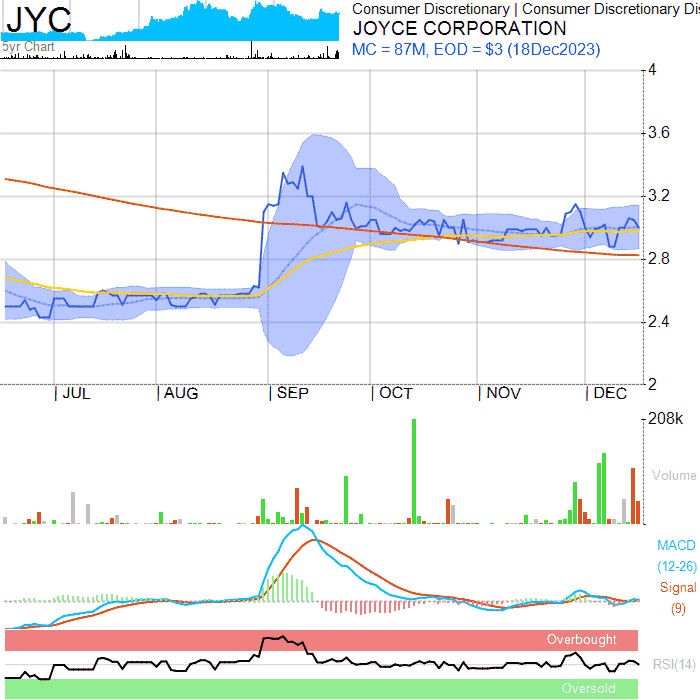 JYC
5yr Chart
Consumer Discretionary | Consumer Discretionary Dis
JOYCE CORPORATION
MC = 87M, EOD = $3 (18Dec2023)
4
3.6
3.2
2.8
2.4
2
JUL AUG SEP OCT NOV DEC
208k
Volume
MACD
(12-26)
Signal
(9)
Overbought
RSI(14)
Oversold